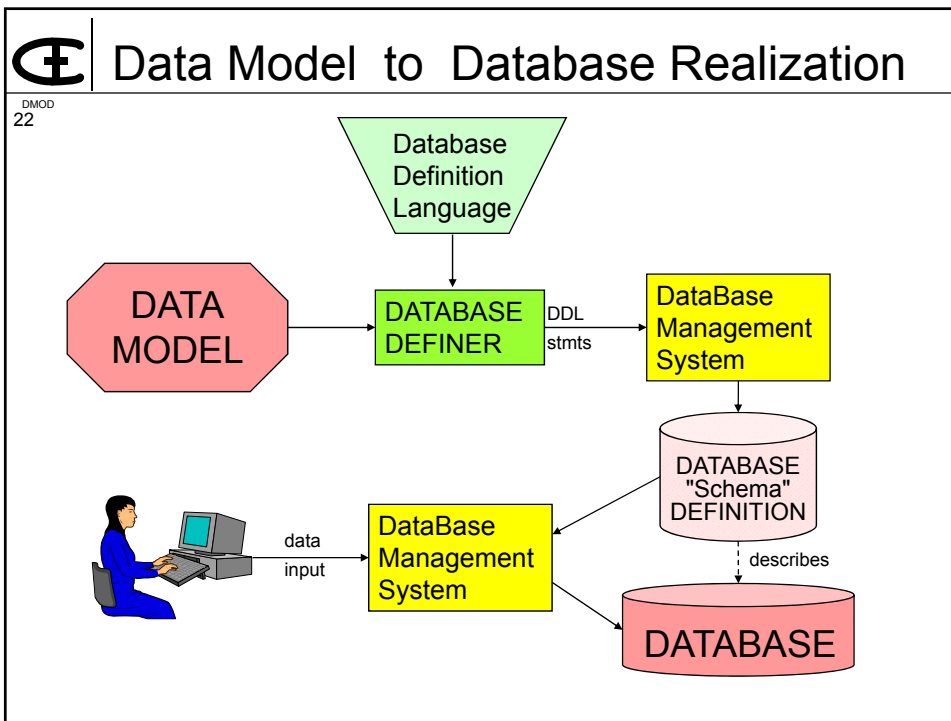 Data Model to Database Realization
DMOD
22
Database
Definition
Language
DATA
MODEL
DATABASE
DEFINER
DDL
stmts
DataBase
Management
System
DATABASE
"Schema"
DEFINITION
data
input
DataBase
Management
System
describes
DATABASE